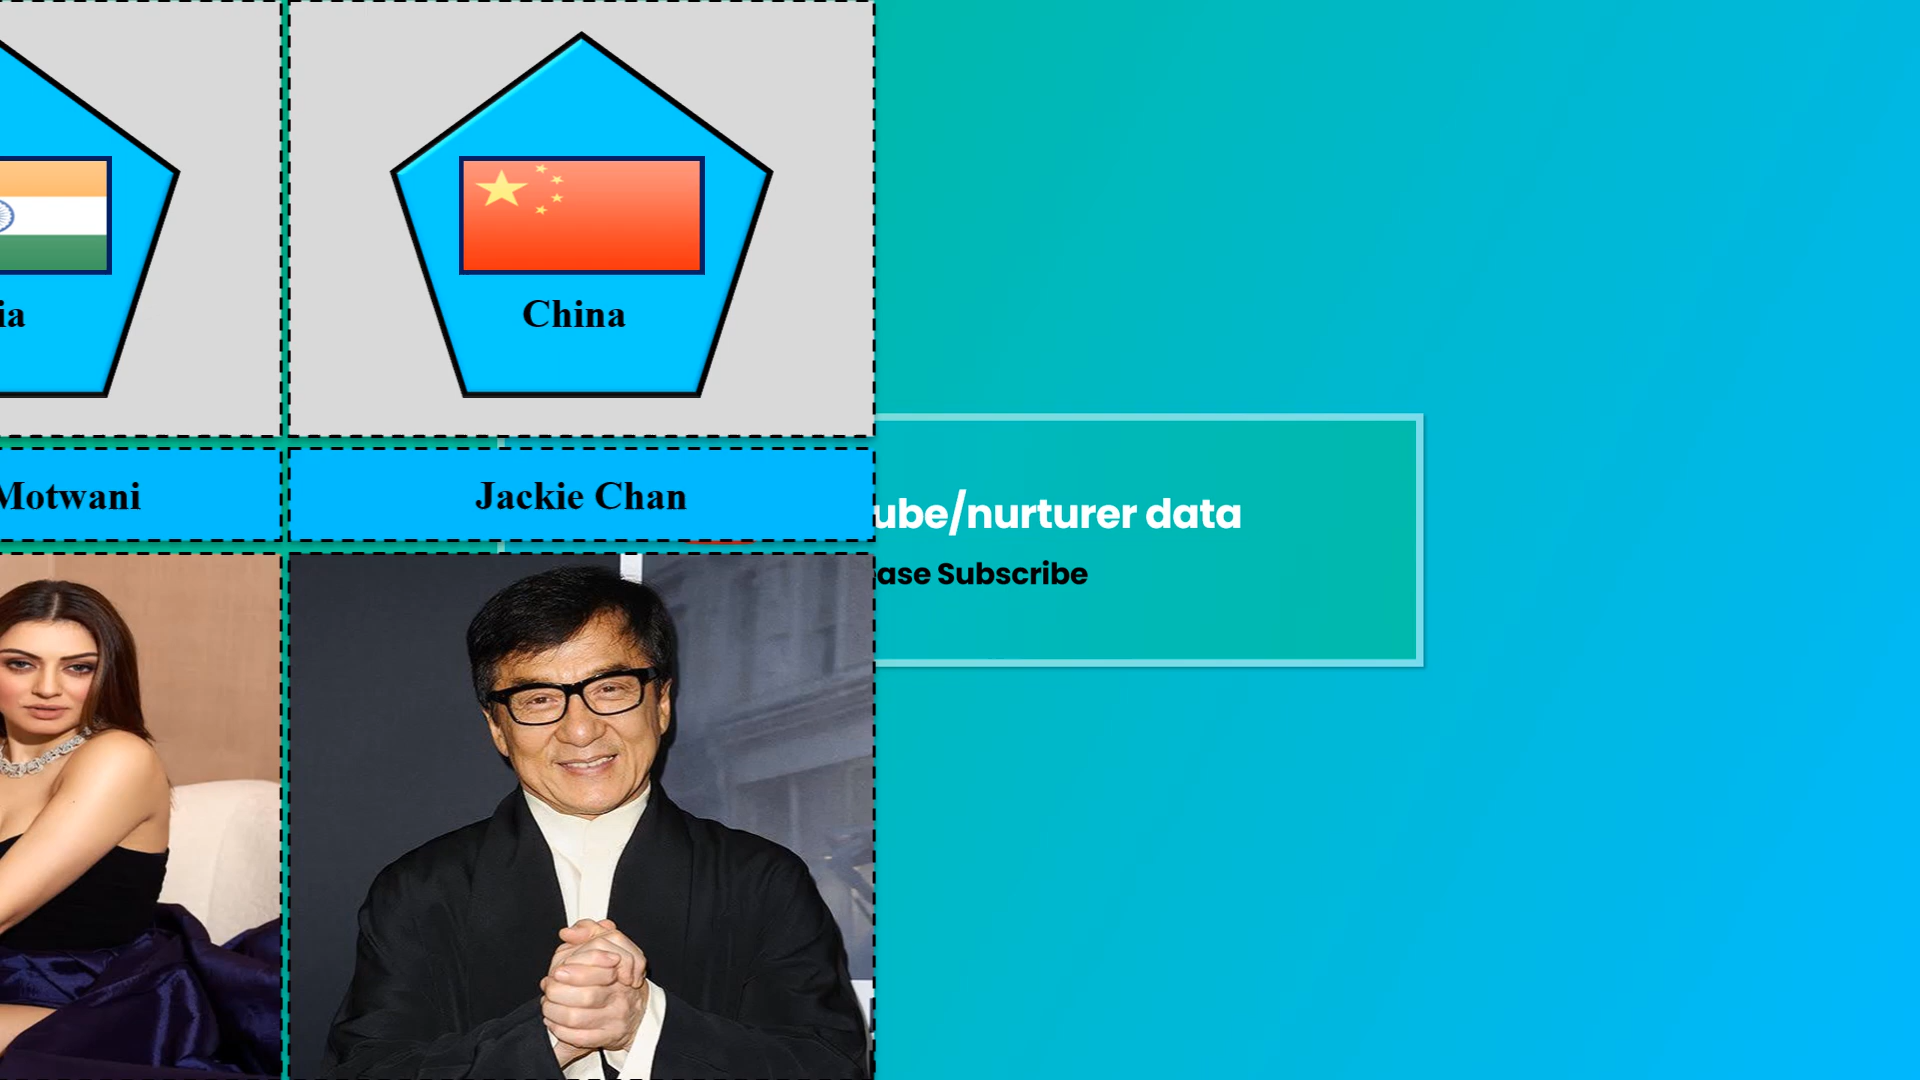 ia
China
Motwani
Jackie Chan
ube/nurturer data
ase Subscribe